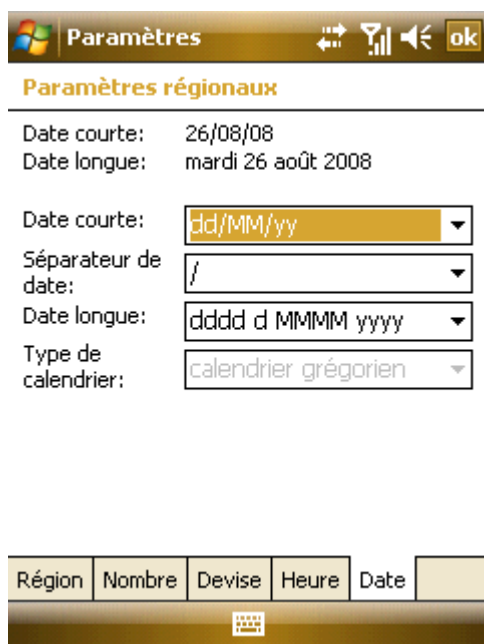 Paramètres ok
Paramètres régionaux
Date courte: 26/08/08
Date longue: mardi 26 août 2008
Date courte: dd/MM/yy
Séparateur de
date: /
Date longue: dddd d MMMM yyyy
Type de
calendrier: calendrier grégorien
Région Nombre Devise Heure Date